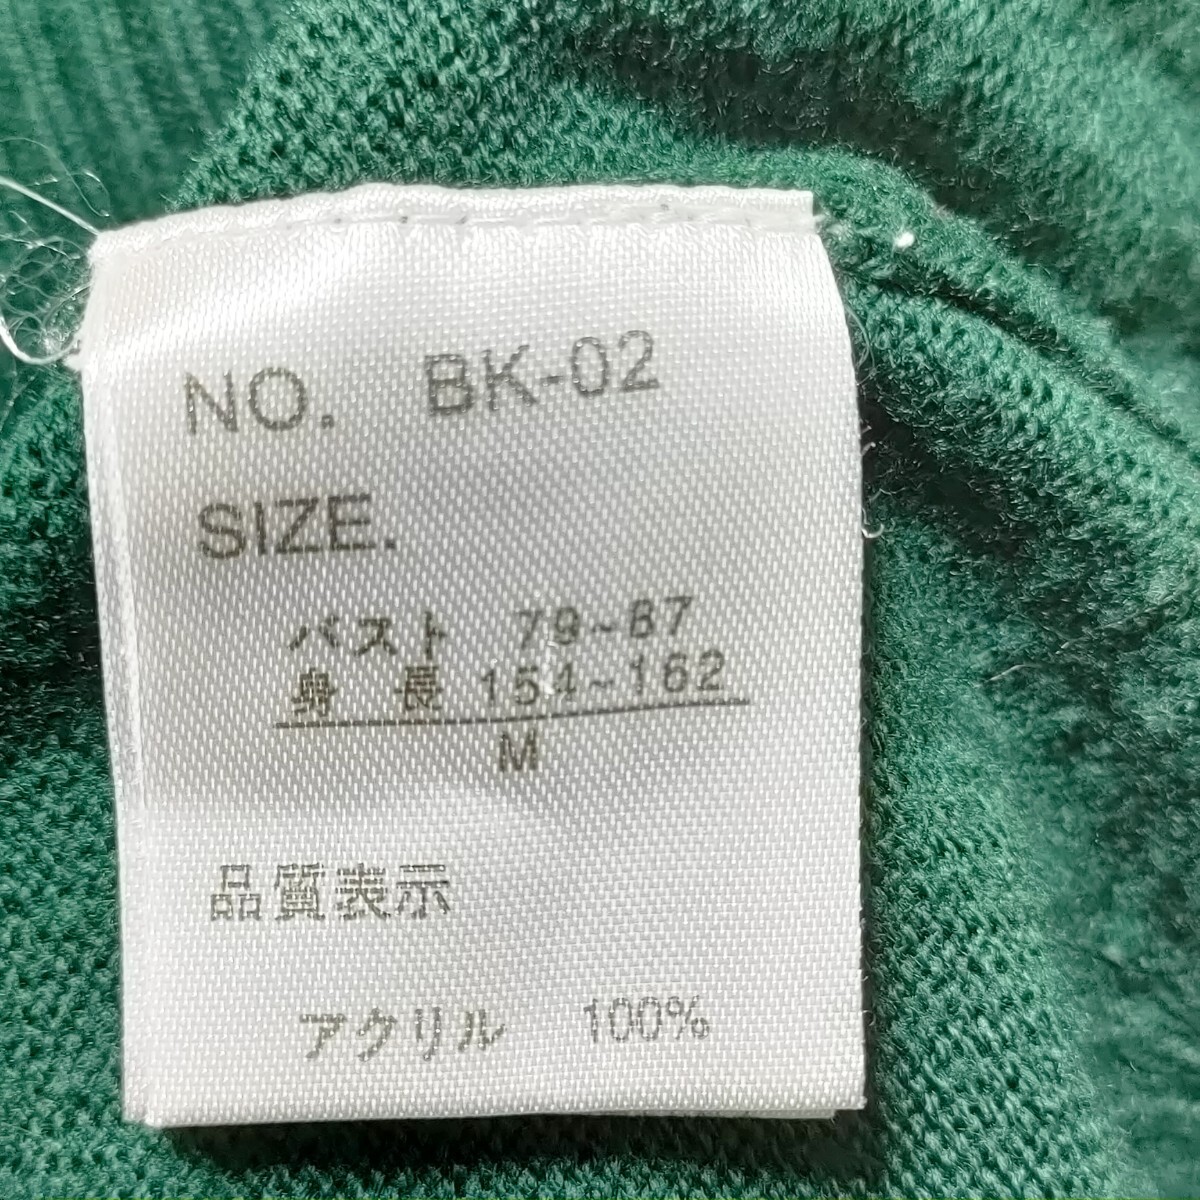 NO. BK-02
SIZE.
バスト 79~87
身長 154~162
M
品質表示
アクリル 100%